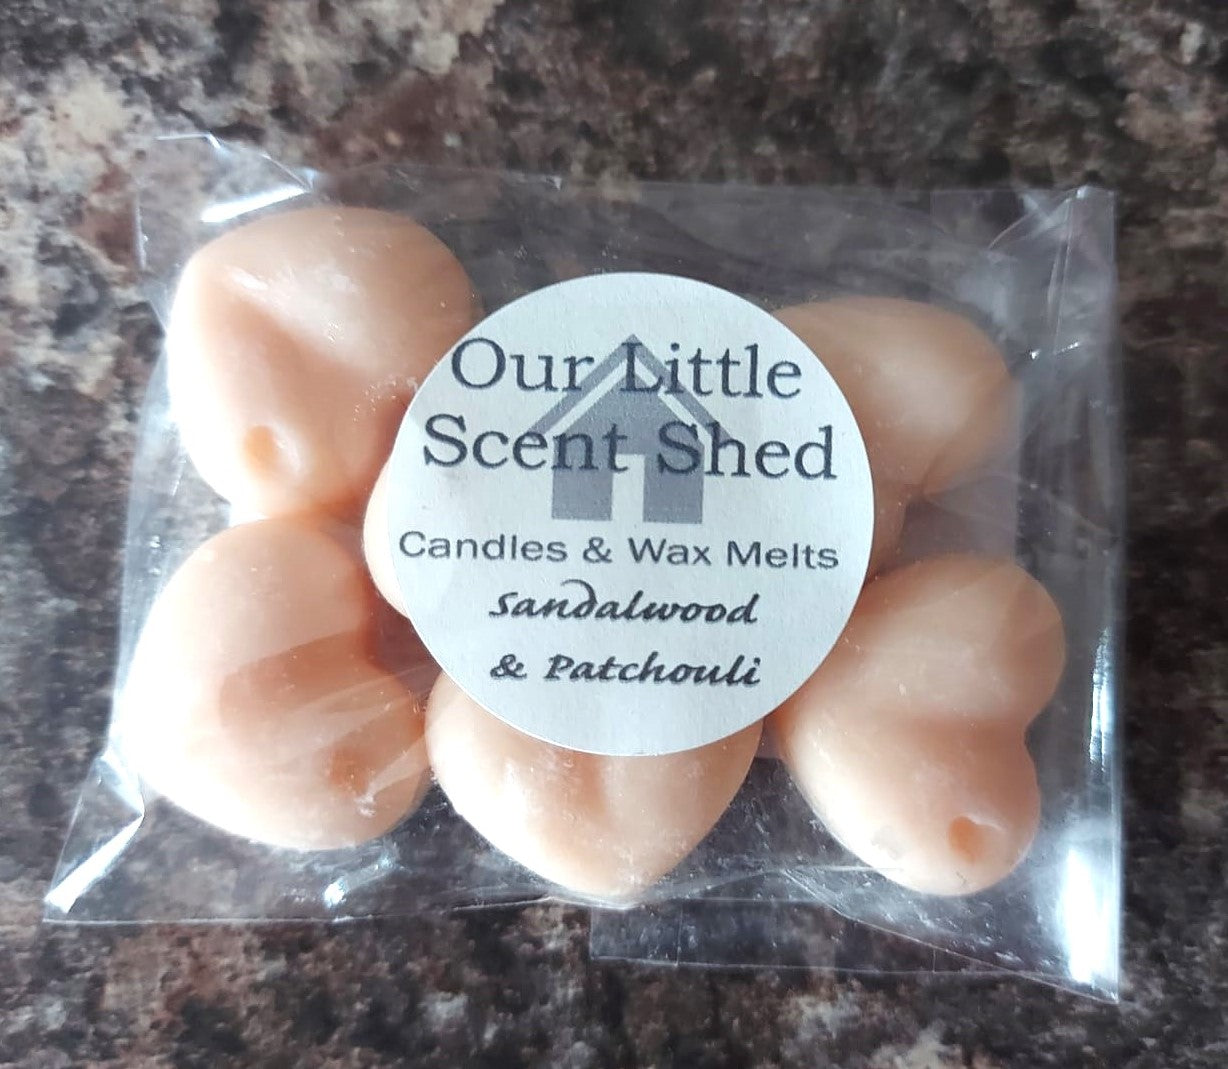 Our Little
Scent Shed
Candles & Wax Melts
Sandalwood
& Patchouli